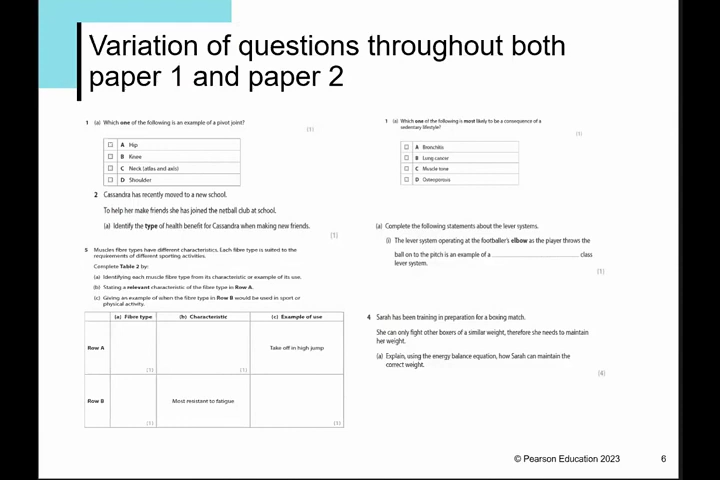 Variation of questions throughout both
paper 1 and paper 2
1 (a) Which one of the following is an example of a pivot joint?
(1)
A Hip
B Knee
C Neck (atlas and axis)
D Shoulder
2 Cassandra has recently moved to a new school.
To help her make friends she has joined the netball club at school.
(a) Identify the type of health benefit for Cassandra when making new friends.
(1)
5 Muscles fibre types have different characteristics. Each fibre type is suited to the
requirements of different sporting activities.
Complete Table 2 by:
(a) Identifying each muscle fibre type from its characteristic or example of its use.
(b) Stating a relevant characteristic of the fibre type in Row A.
(c) Giving an example of when the fibre type in Row B would be used in sport or
physical activity.
(a) Fibre type (b) Characteristic (c) Example of use
Row A Take off in high jump
(1) (1)
Row B Most resistant to fatigue
(1) (1)
1 (a) Which one of the following is most likely to be a consequence of a
sedentary lifestyle?
(1)
A Bronchitis
B Lung cancer
C Muscle tone
D Osteoporosis
(a) Complete the following statements about the lever systems.
(i) The lever system operating at the footballer's elbow as the player throws the
ball on to the pitch is an example of a ______________________ class
lever system.
(1)
4 Sarah has been training in preparation for a boxing match.
She can only fight other boxers of a similar weight, therefore she needs to maintain
her weight.
(a) Explain, using the energy balance equation, how Sarah can maintain the
correct weight.
(4)
© Pearson Education 2023 6